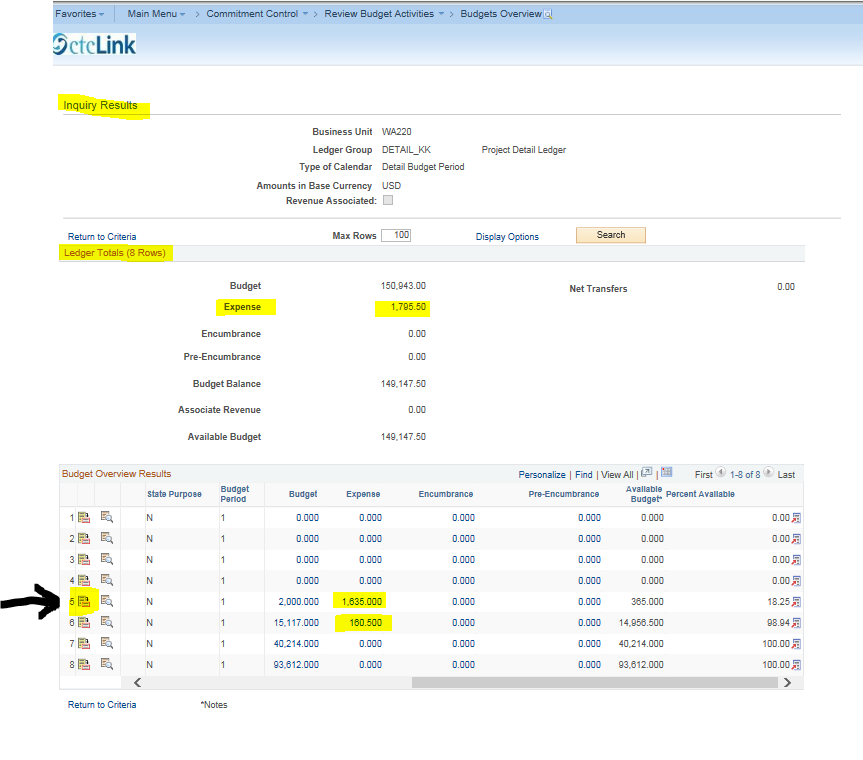 Favorites Main Menu > Commitment Control > Review Budget Activities > Budgets Overview
ctcLink
Inquiry Results
Business Unit WA220
Ledger Group DETAIL_KK Project Detail Ledger
Type of Calendar Detail Budget Period
Amounts in Base Currency USD
Revenue Associated:
Return to Criteria Max Rows 100 Display Options Search
Ledger Totals (8 Rows)
Budget 150,943.00 Net Transfers 0.00
Expense 1,795.50
Encumbrance 0.00
Pre-Encumbrance 0.00
Budget Balance 149,147.50
Associate Revenue 0.00
Available Budget 149,147.50
Budget Overview Results Personalize | Find | View All | | First 1-8 of 8 Last
State Purpose Budget Period Budget Expense Encumbrance Pre-Encumbrance Available Budget* Percent Available
1 N 1 0.000 0.000 0.000 0.000 0.000 0.00
2 N 1 0.000 0.000 0.000 0.000 0.000 0.00
3 N 1 0.000 0.000 0.000 0.000 0.000 0.00
4 N 1 0.000 0.000 0.000 0.000 0.000 0.00
5 N 1 2,000.000 1,635.000 0.000 0.000 365.000 18.25
6 N 1 15,117.000 160.500 0.000 0.000 14,956.500 98.94
7 N 1 40,214.000 0.000 0.000 0.000 40,214.000 100.00
8 N 1 93,612.000 0.000 0.000 0.000 93,612.000 100.00
Return to Criteria *Notes